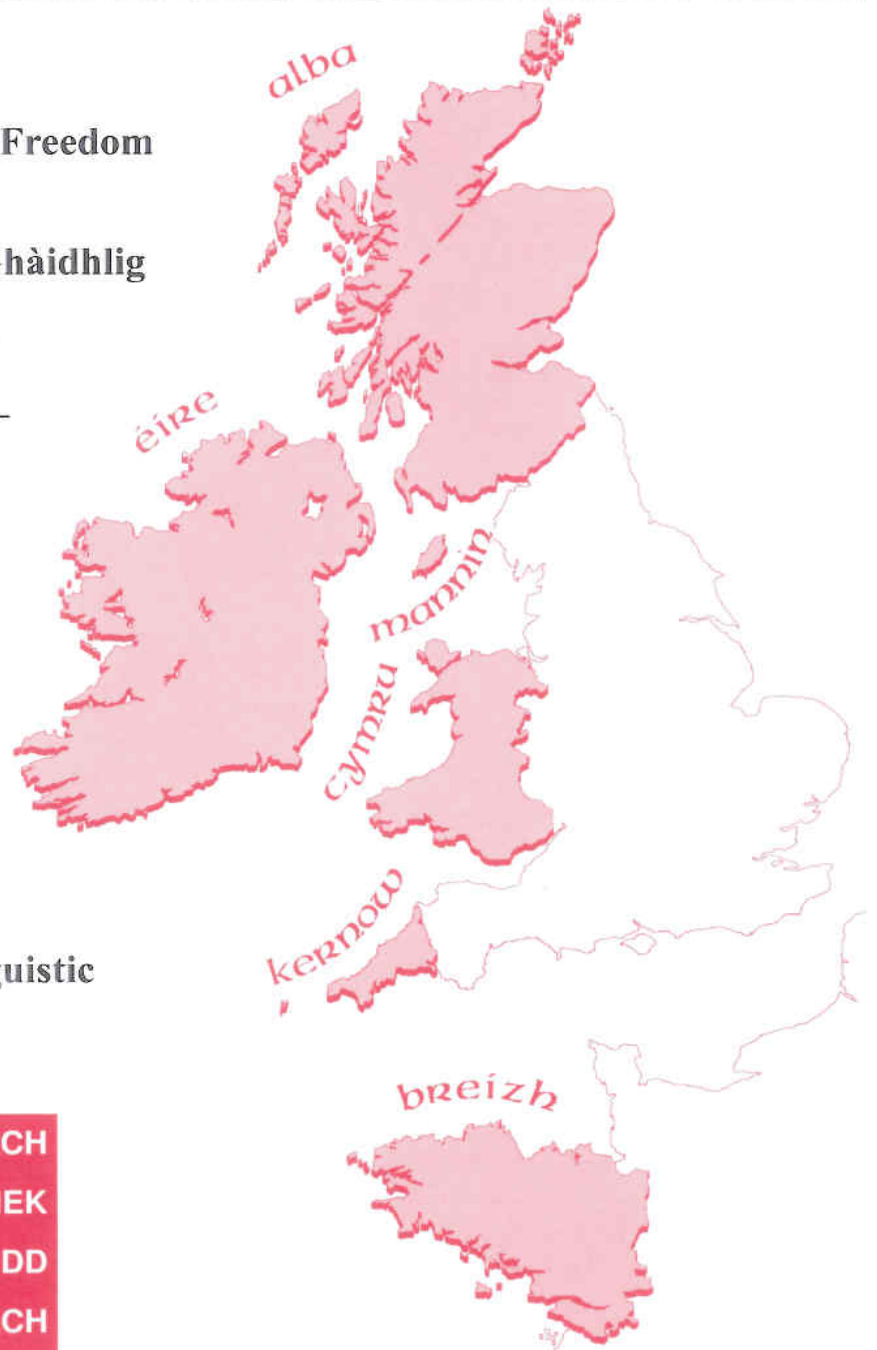 alba
Freedom
hàidhlig
éire
mannin
cymru
kernow
guistic
breizh
CH
EK
DD
CH